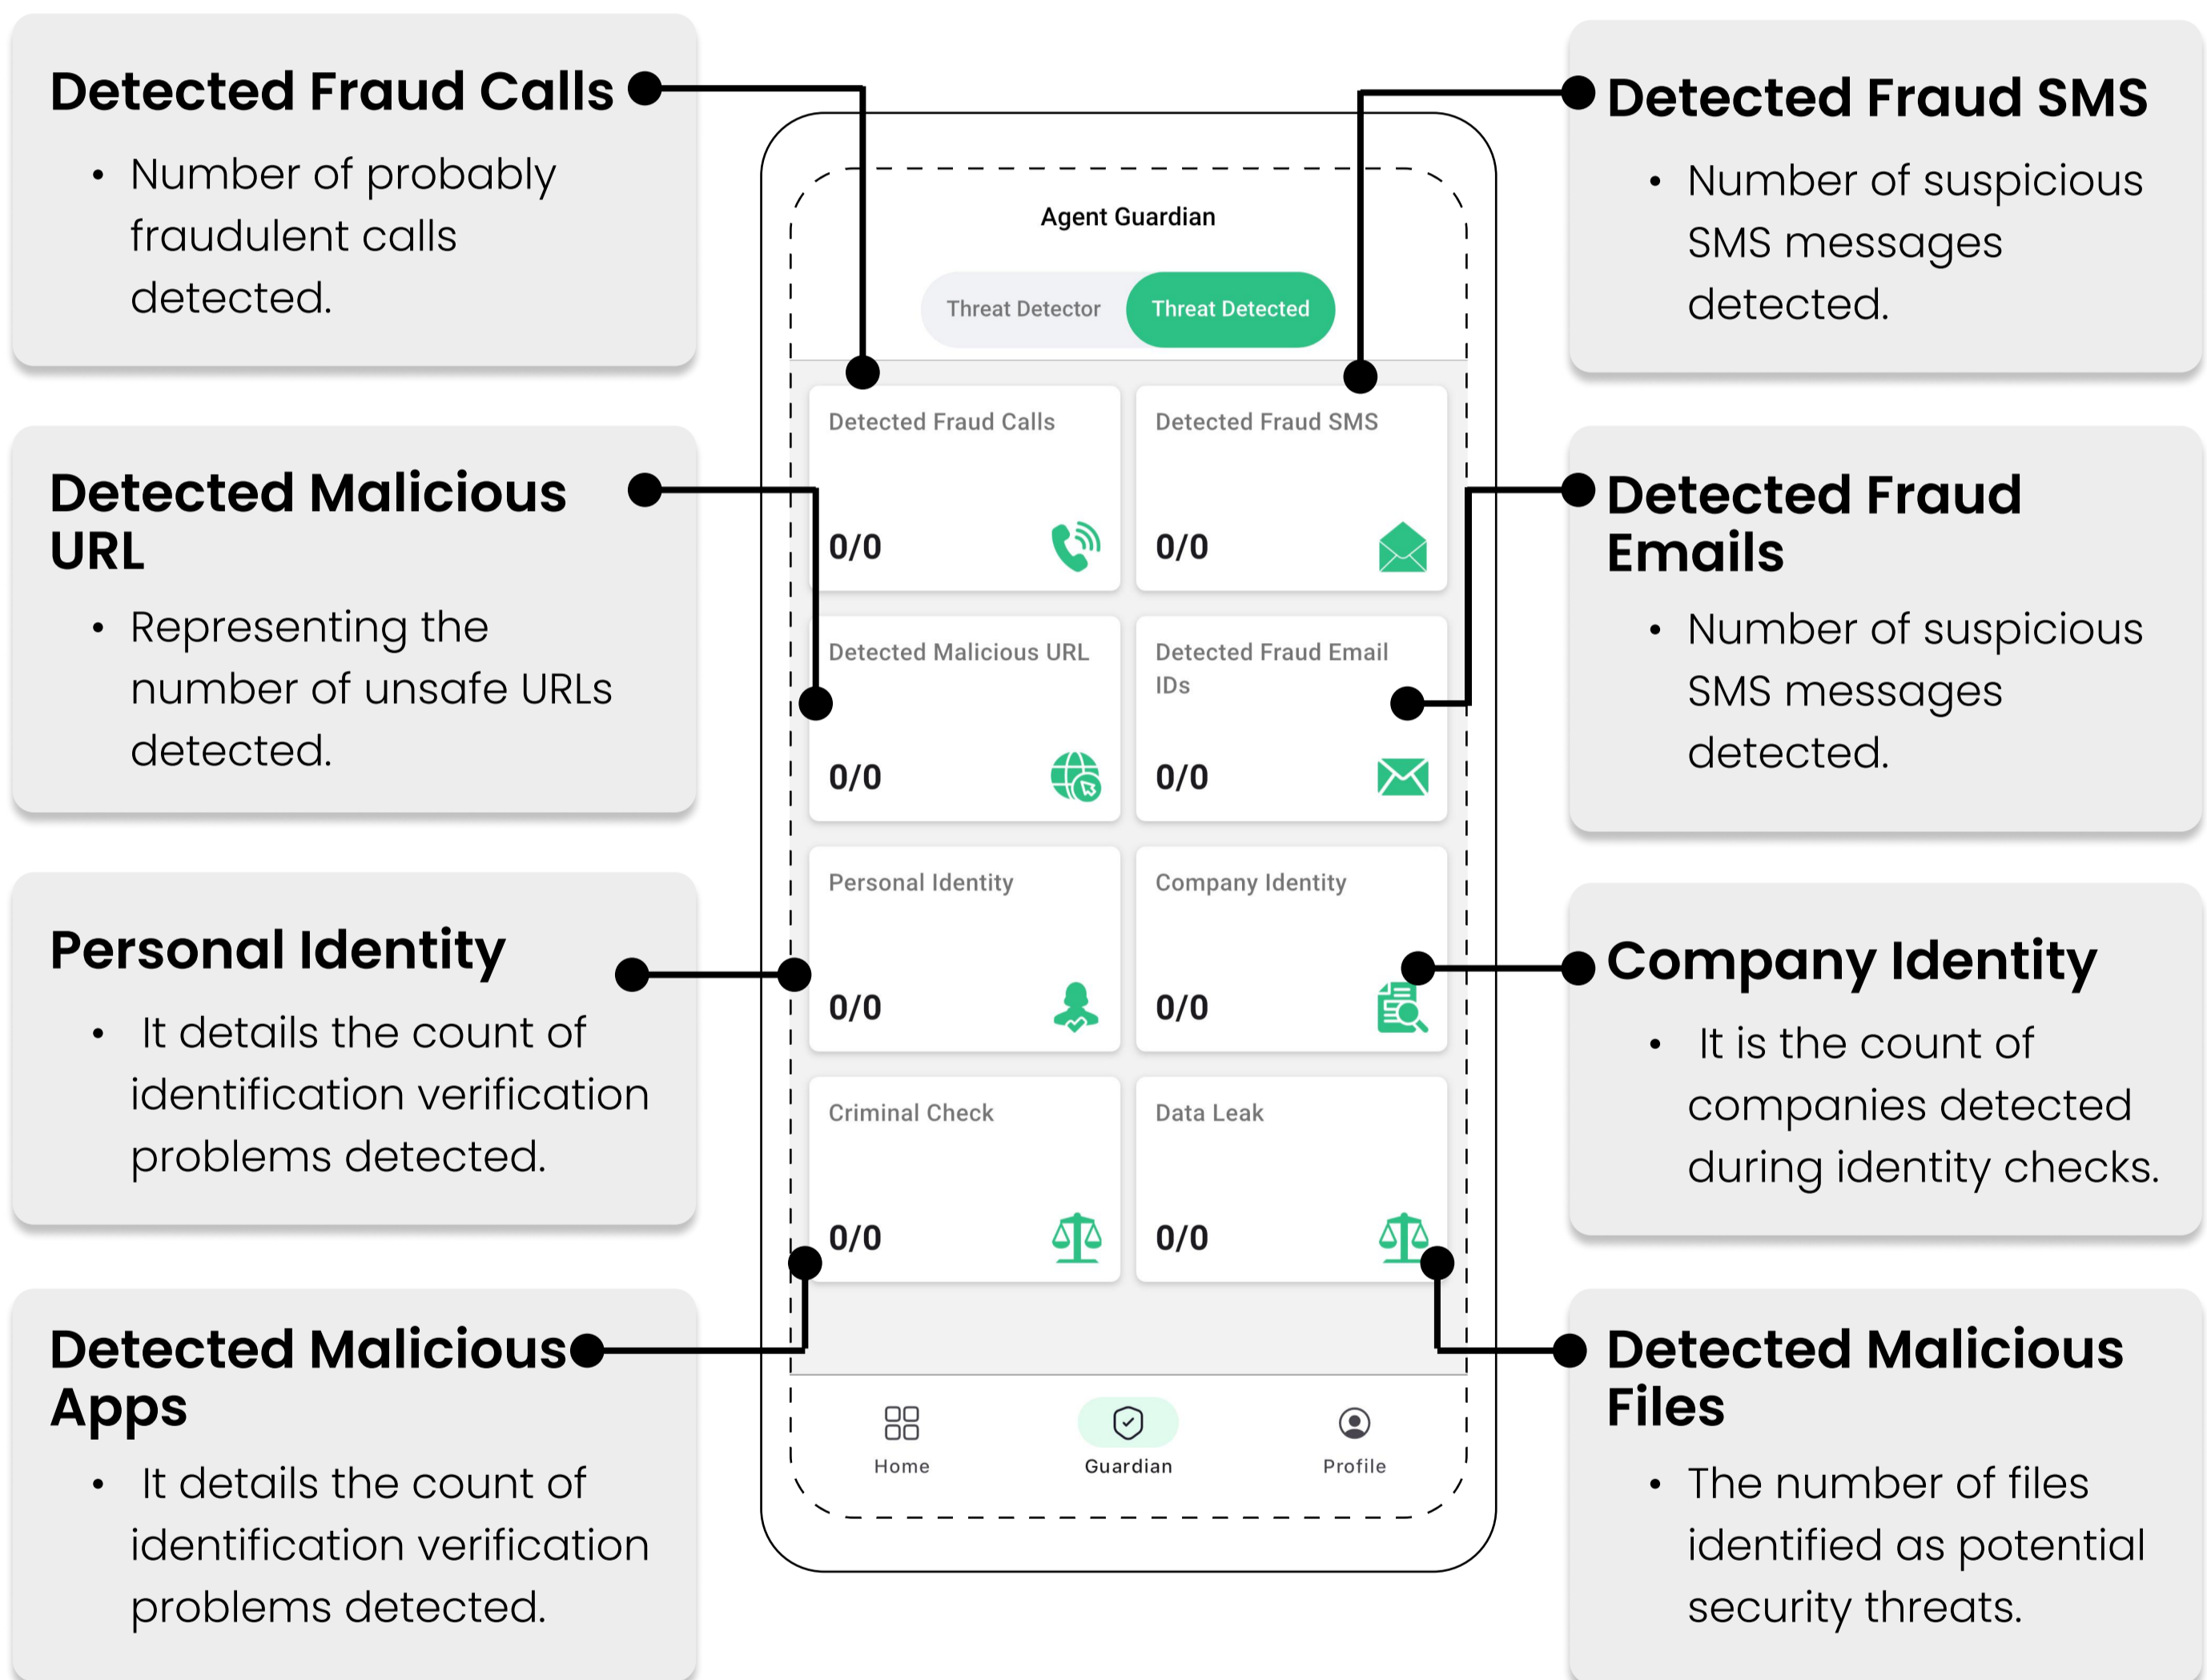 Detected Fraud Calls
• Number of probably
fraudulent calls
detected.
Detected Malicious
URL
• Representing the
number of unsafe URLs
detected.
Personal Identity
• It details the count of
identification verification
problems detected.
Detected Malicious
Apps
• It details the count of
identification verification
problems detected.
Agent Guardian
Threat Detector
Threat Detected
Detected Fraud Calls
0/0
Detected Fraud SMS
0/0
Detected Malicious URL
0/0
Detected Fraud Email
IDs
0/0
Personal Identity
0/0
Company Identity
0/0
Criminal Check
0/0
Data Leak
0/0
Home
Guardian
Profile
Detected Fraud SMS
• Number of suspicious
SMS messages
detected.
Detected Fraud
Emails
• Number of suspicious
SMS messages
detected.
Company Identity
• It is the count of
companies detected
during identity checks.
Detected Malicious
Files
• The number of files
identified as potential
security threats.